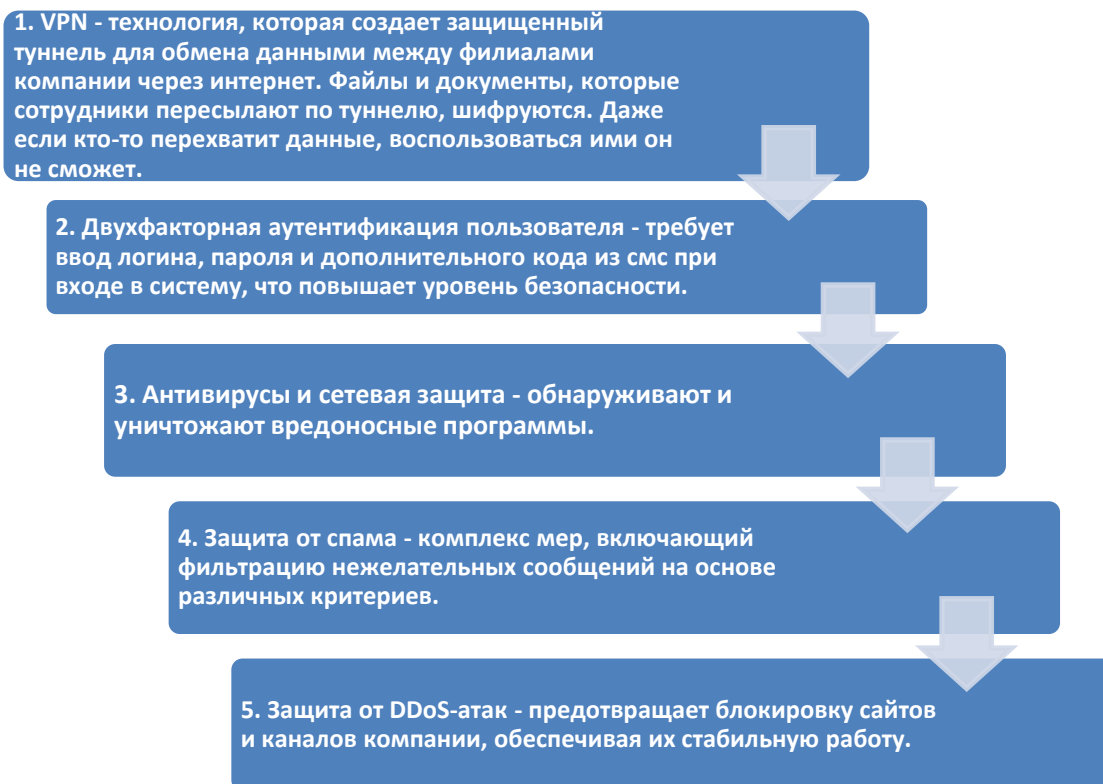 1. VPN - технология, которая создает защищенный
туннель для обмена данными между филиалами
компании через интернет. Файлы и документы, которые
сотрудники пересылают по туннелю, шифруются. Даже
если кто-то перехватит данные, воспользоваться ими он
не сможет.
2. Двухфакторная аутентификация пользователя - требует
ввод логина, пароля и дополнительного кода из смс при
входе в систему, что повышает уровень безопасности.
3. Антивирусы и сетевая защита - обнаруживают и
уничтожают вредоносные программы.
4. Защита от спама - комплекс мер, включающий
фильтрацию нежелательных сообщений на основе
различных критериев.
5. Защита от DDoS-атак - предотвращает блокировку сайтов
и каналов компании, обеспечивая их стабильную работу.